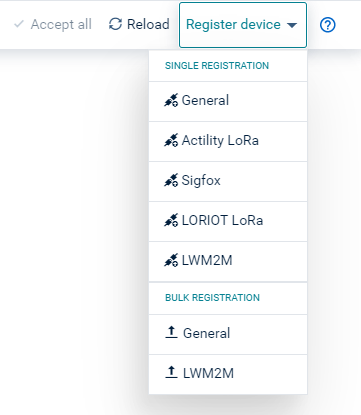 Accept all Reload Register device
SINGLE REGISTRATION
General
Actility LoRa
Sigfox
LORIOT LoRa
LWM2M
BULK REGISTRATION
General
LWM2M